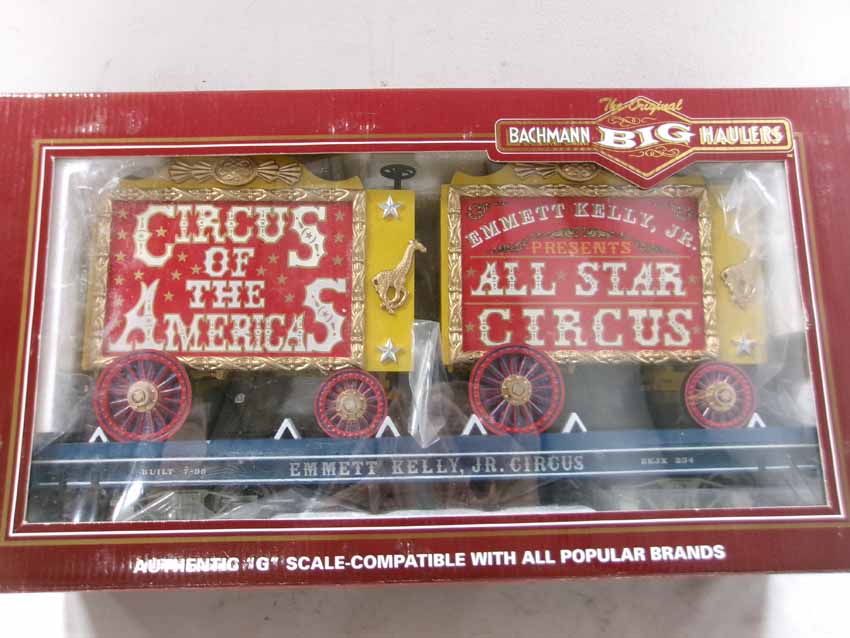 The Original
BACHMANN BIG HAULERS
CIRCUS
OF
THE
AMERICAS
EMMETT KELLY, JR.
PRESENTS
ALL STAR
CIRCUS
BUILT 7-98
EMMETT KELLY, JR. CIRCUS
EKJX 234
AUTHENTIC "G" SCALE-COMPATIBLE WITH ALL POPULAR BRANDS